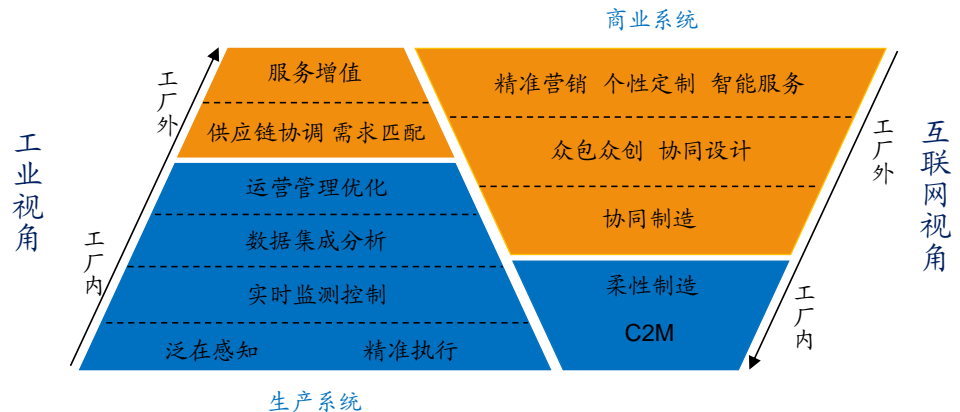 商业系统
服务增值
供应链协调 需求匹配
运营管理优化
数据集成分析
实时监测控制
泛在感知 精准执行
生产系统
工业视角
工厂外
工厂内
精准营销 个性定制 智能服务
众包众创 协同设计
协同制造
柔性制造
C2M
工厂外
工厂内
互联网视角